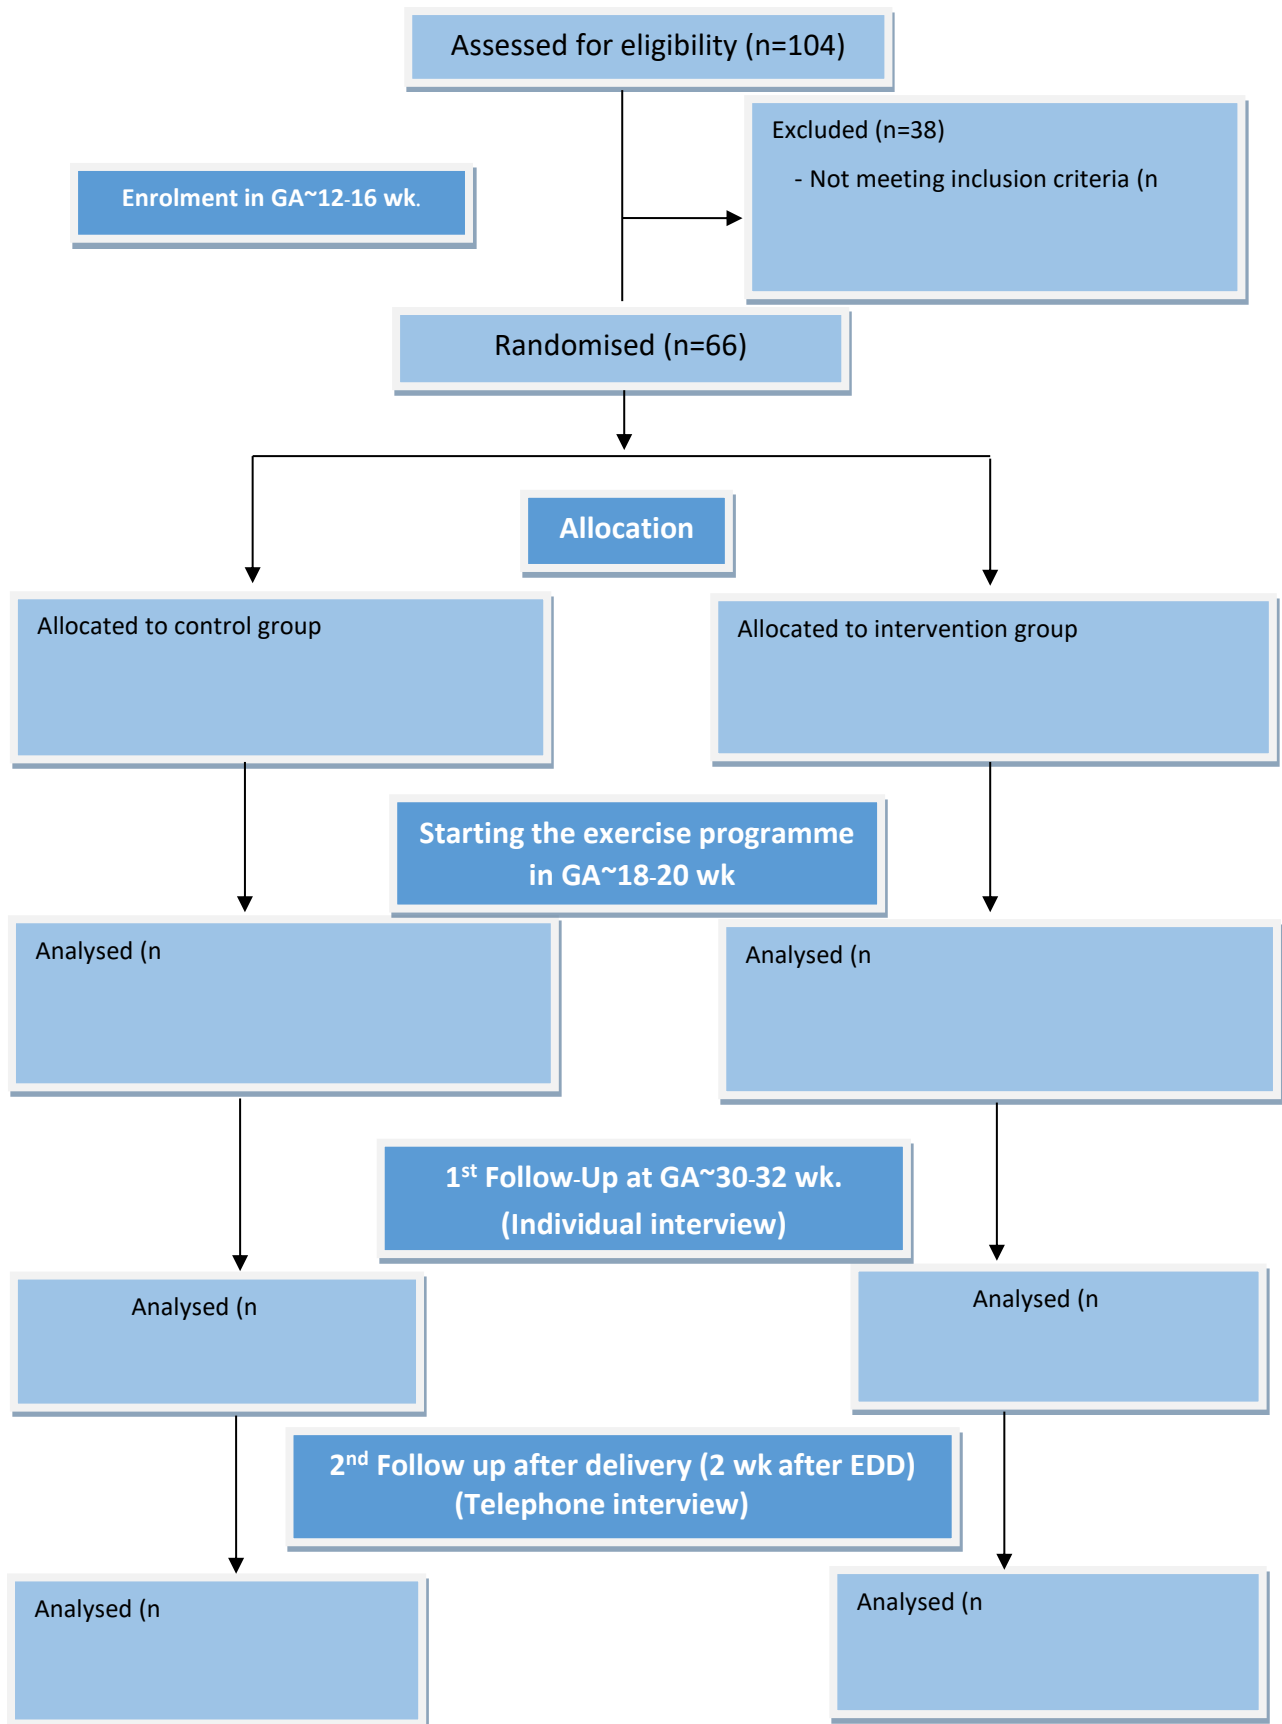 Assessed for eligibility (n=104)
Excluded (n=38)
- Not meeting inclusion criteria (n
Enrolment in GA~12-16 wk.
Randomised (n=66)
Allocation
Allocated to control group
Allocated to intervention group
Starting the exercise programme
in GA~18-20 wk
Analysed (n
Analysed (n
1st Follow-Up at GA~30-32 wk.
(Individual interview)
Analysed (n
Analysed (n
2nd Follow up after delivery (2 wk after EDD)
(Telephone interview)
Analysed (n
Analysed (n